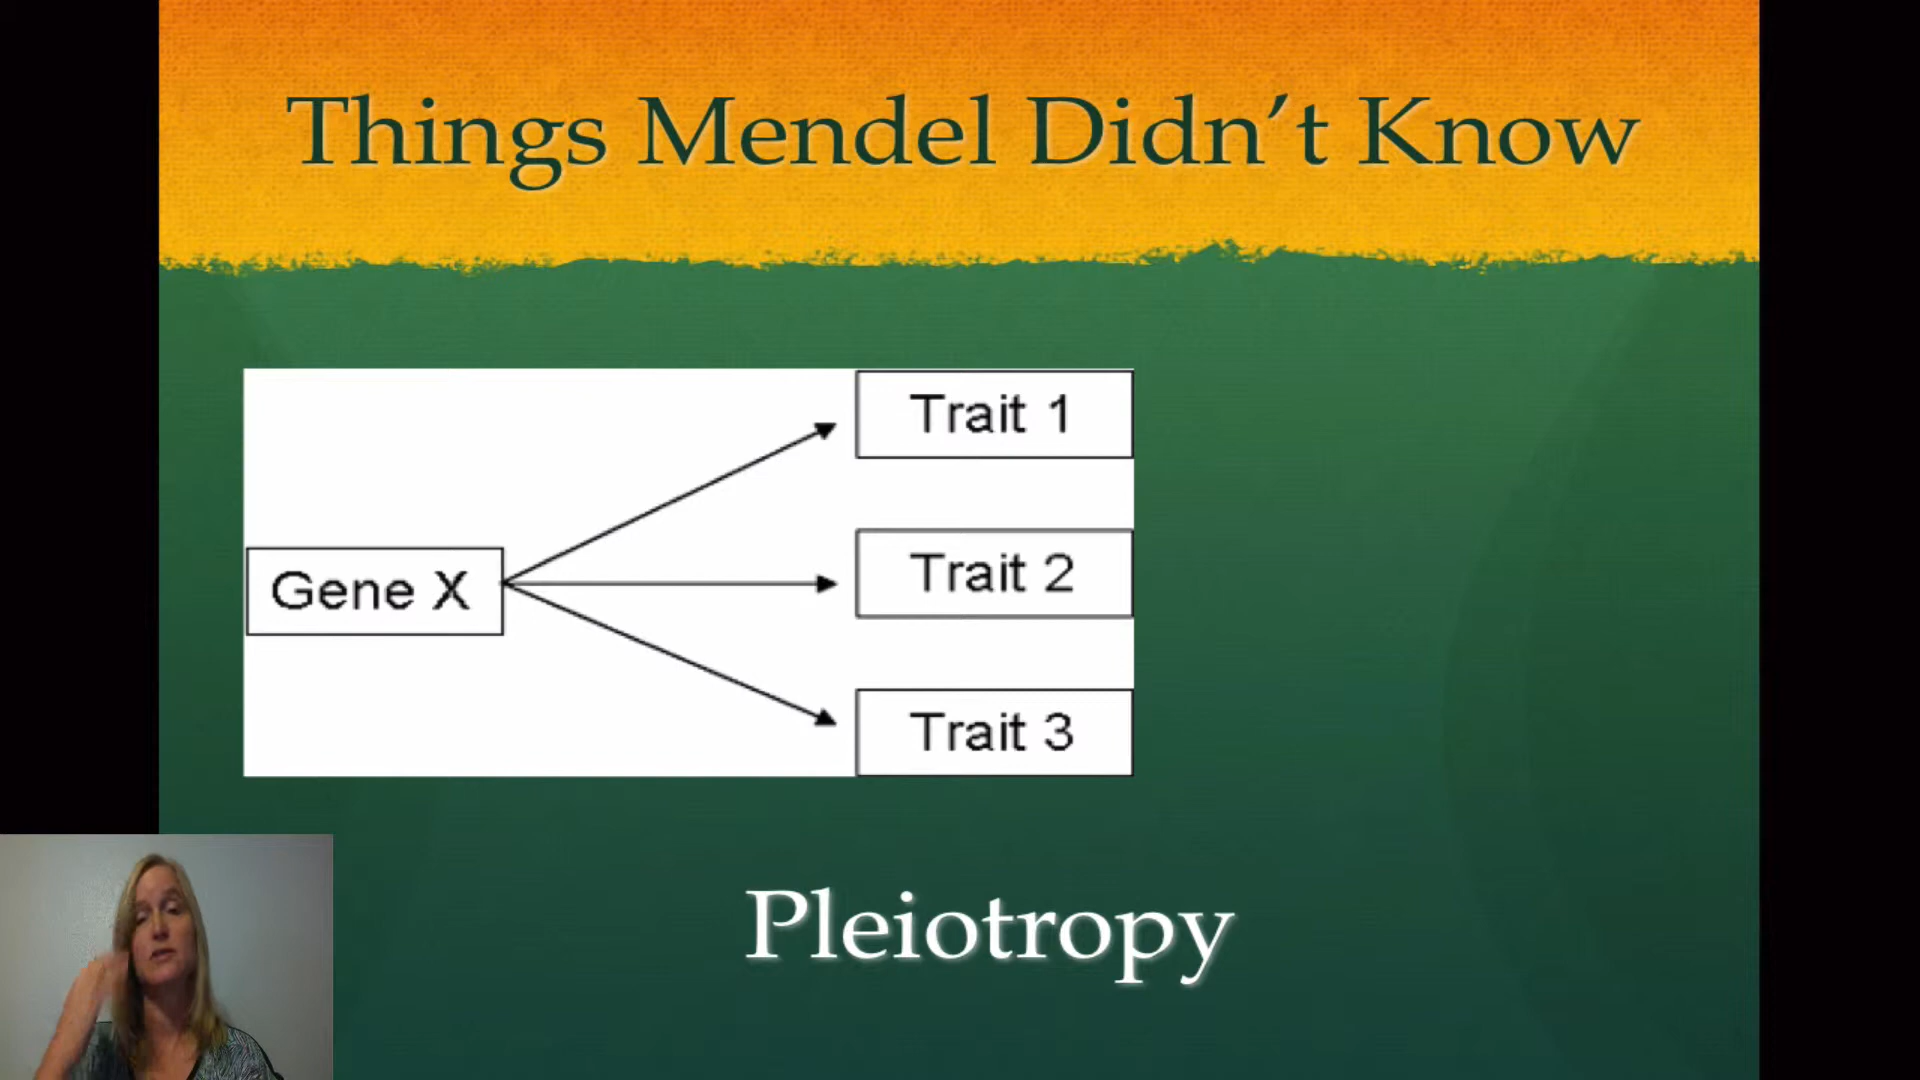 Things Mendel Didn’t Know
Trait 1
Gene X
Trait 2
Trait 3
Pleiotropy